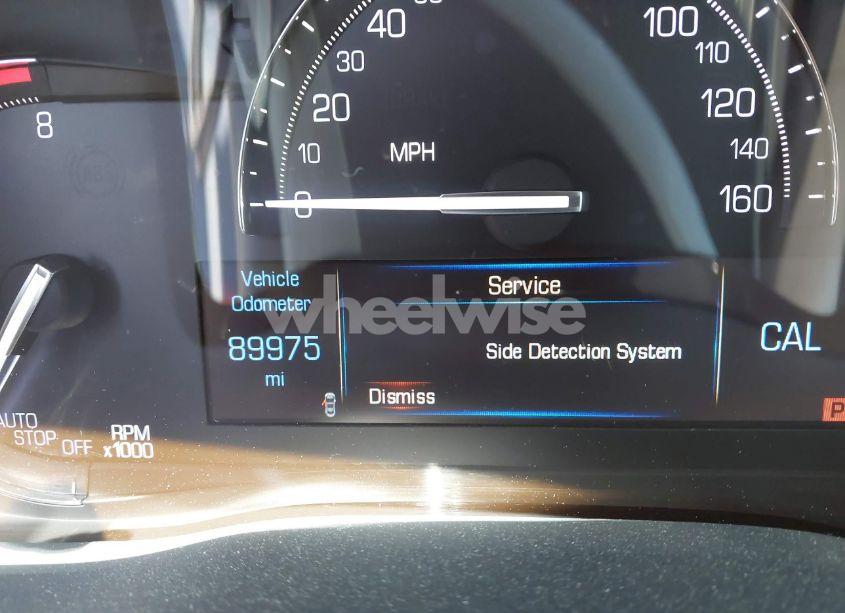 40
30
20
10
0
MPH
100
110
120
140
160
8
Vehicle
Odometer
89975
mi
Service
wheelwise
Side Detection System
Dismiss
CAL
P
AUTO
STOP
OFF
RPM
x1000